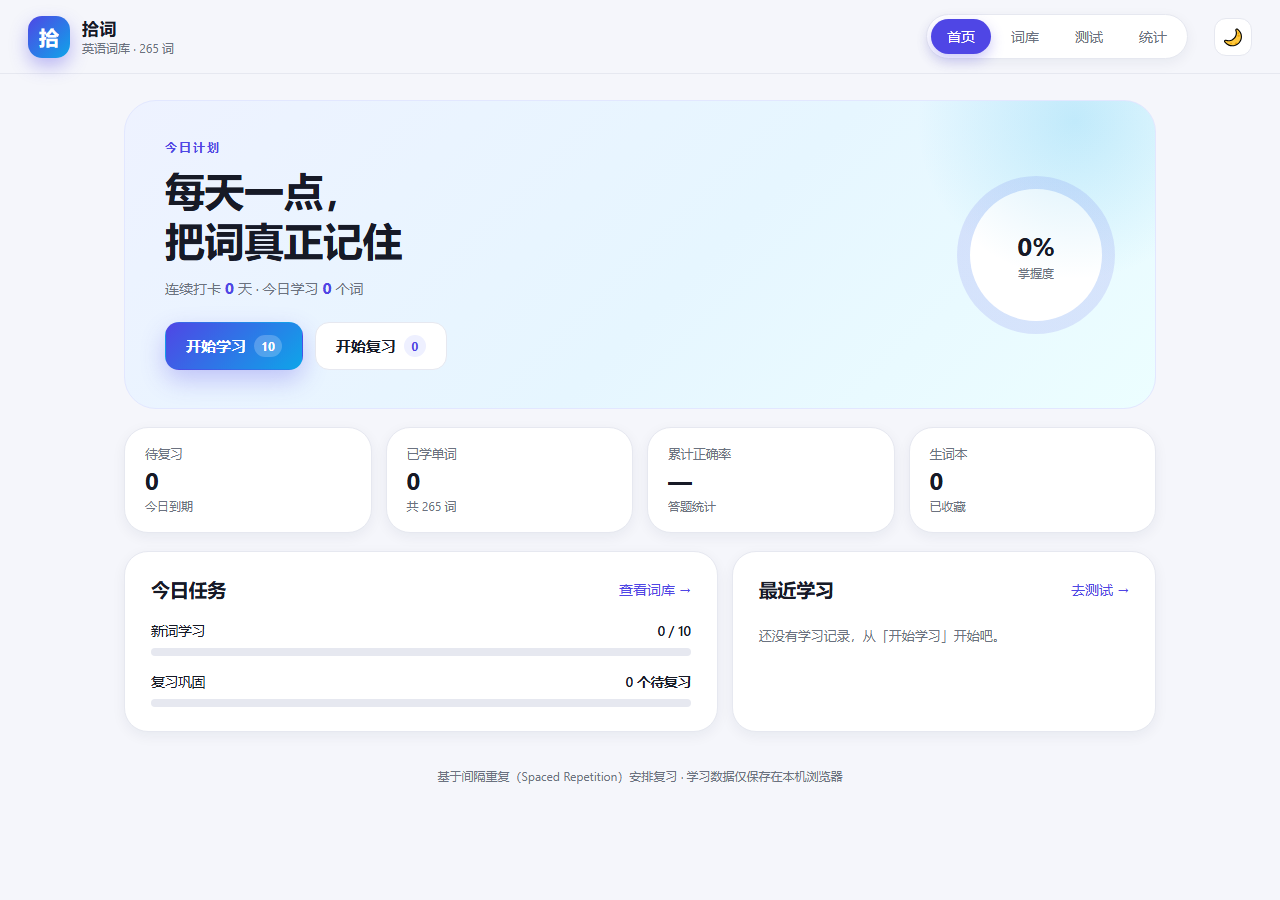 拾
拾词
英语词库 · 265 词
首页 词库 测试 统计
今日计划
每天一点，
把词真正记住
连续打卡 0 天 · 今日学习 0 个词
开始学习 10 开始复习 0
0%
掌握度
待复习
0
今日到期
已学单词
0
共 265 词
累计正确率
—
答题统计
生词本
0
已收藏
今日任务 查看词库 →
新词学习 0 / 10
复习巩固 0 个待复习
最近学习 去测试 →
还没有学习记录，从「开始学习」开始吧。
基于间隔重复（Spaced Repetition）安排复习 · 学习数据仅保存在本机浏览器